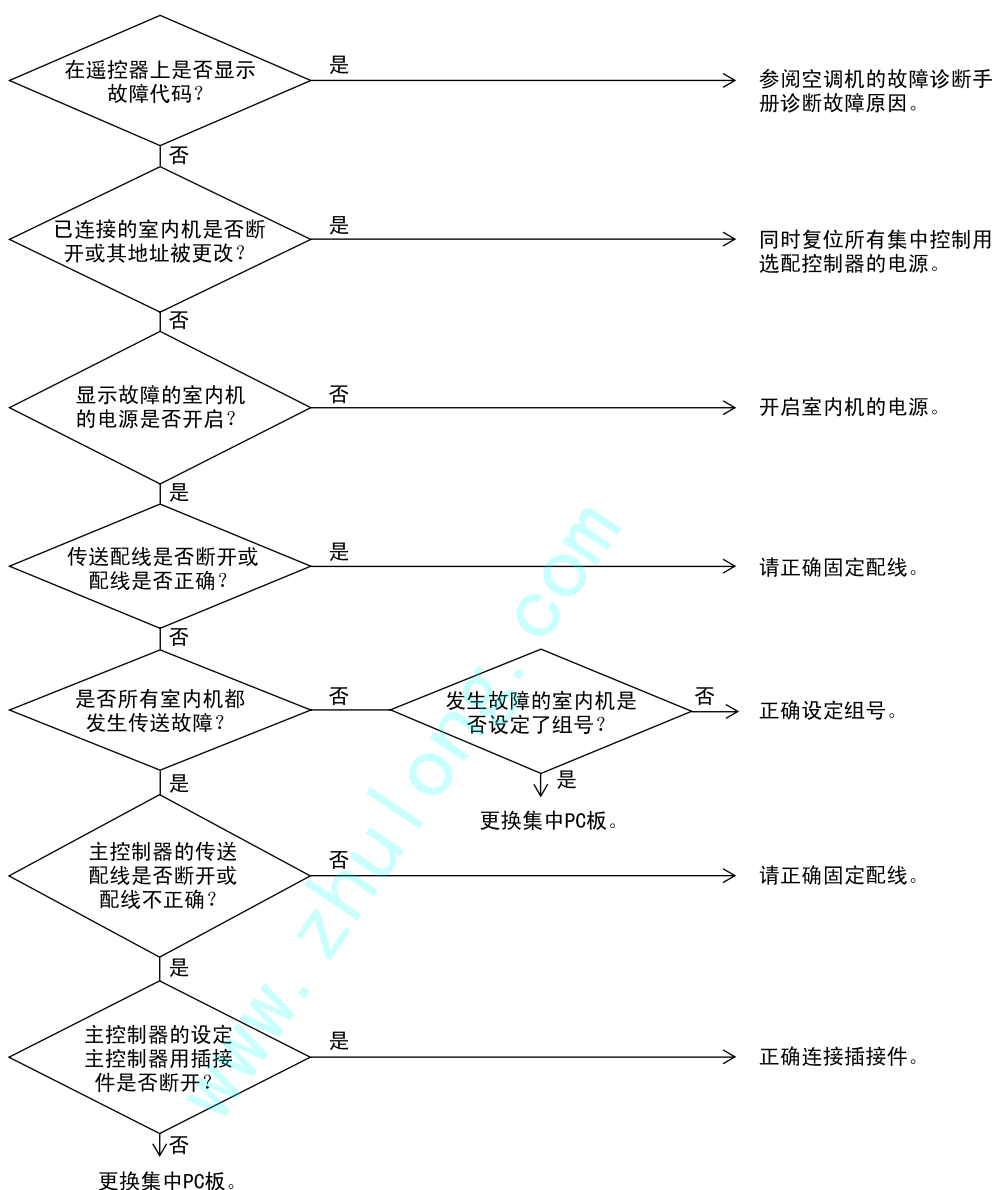 在遥控器上是否显示
故障代码？
是
参阅空调机的故障诊断手
册诊断故障原因。
否
已连接的室内机是否断
开或其地址被更改？
是
同时复位所有集中控制用
选配控制器的电源。
否
显示故障的室内机
的电源是否开启？
否
开启室内机的电源。
是
传送配线是否断开或
配线是否正确？
是
请正确固定配线。
否
是否所有室内机都
发生传送故障？
否
发生故障的室内机是
否设定了组号？
否
正确设定组号。
是
更换集中PC板。
是
主控制器的传送
配线是否断开或
配线不正确？
否
请正确固定配线。
是
主控制器的设定
主控制器用插接
件是否断开？
是
正确连接插接件。
否
更换集中PC板。
www.zhulong.com